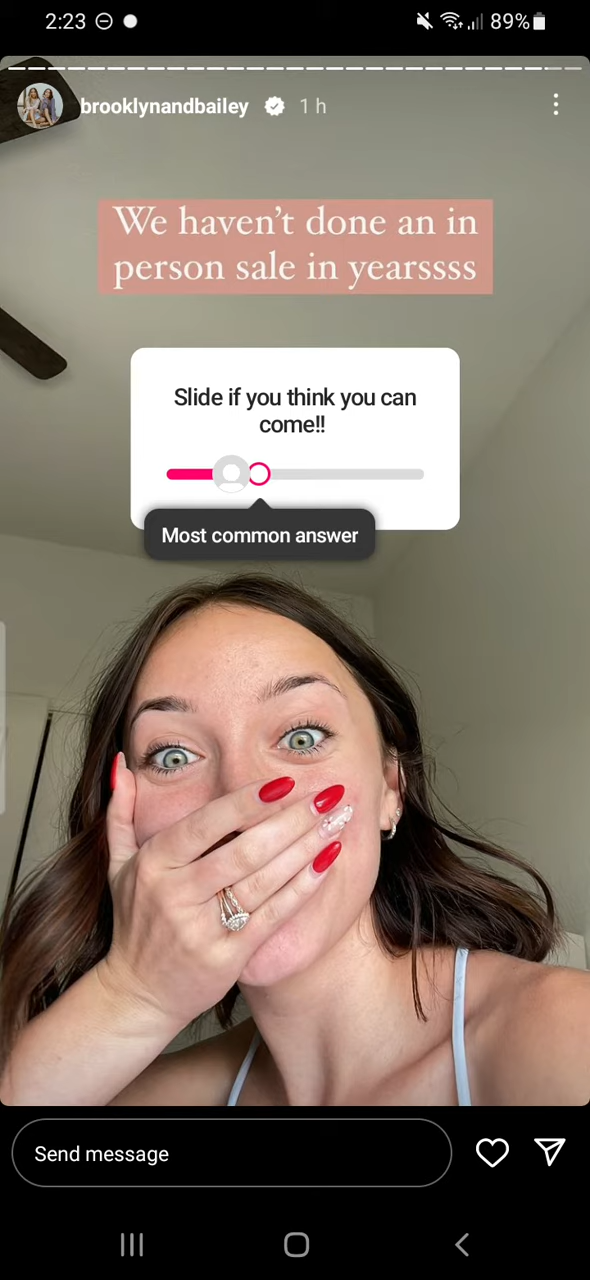 2:23
89%
brooklynandbailey 1 h
We haven't done an in
person sale in yearssss
Slide if you think you can
come!!
Most common answer
Send message